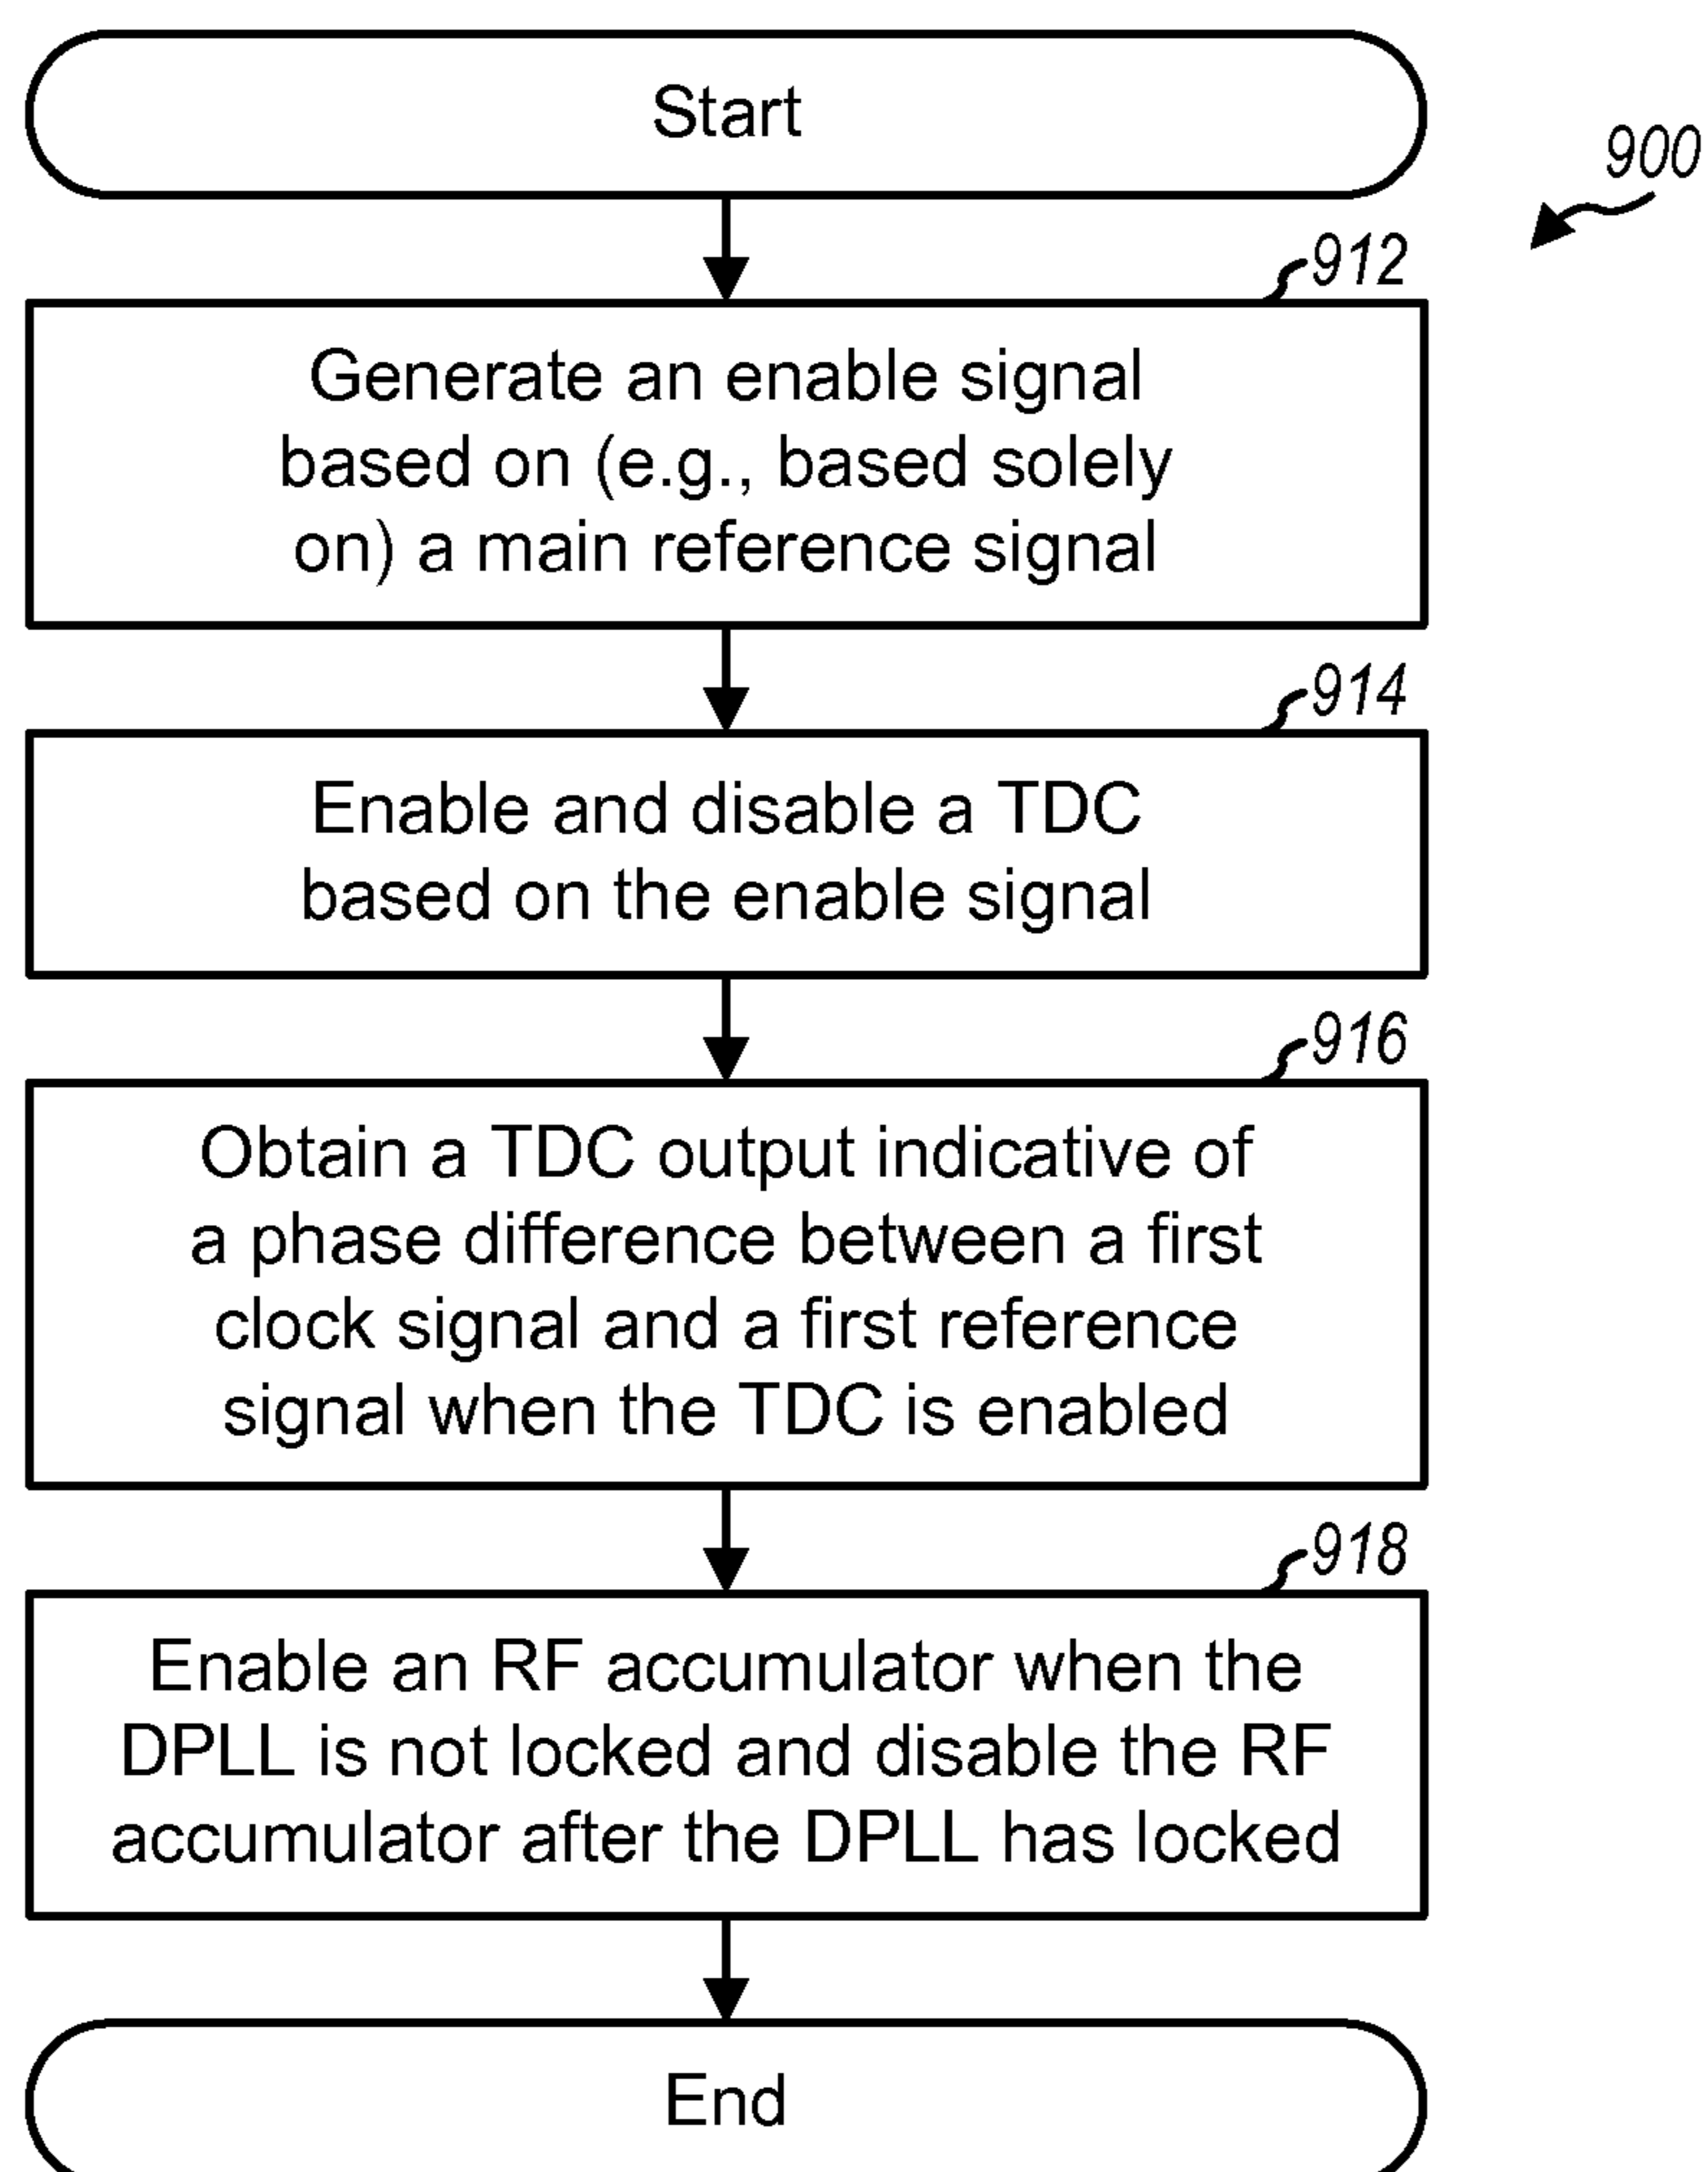 Start
900
912
Generate an enable signal
based on (e.g., based solely
on) a main reference signal
914
Enable and disable a TDC
based on the enable signal
916
Obtain a TDC output indicative of
a phase difference between a first
clock signal and a first reference
signal when the TDC is enabled
918
Enable an RF accumulator when the
DPLL is not locked and disable the RF
accumulator after the DPLL has locked
End